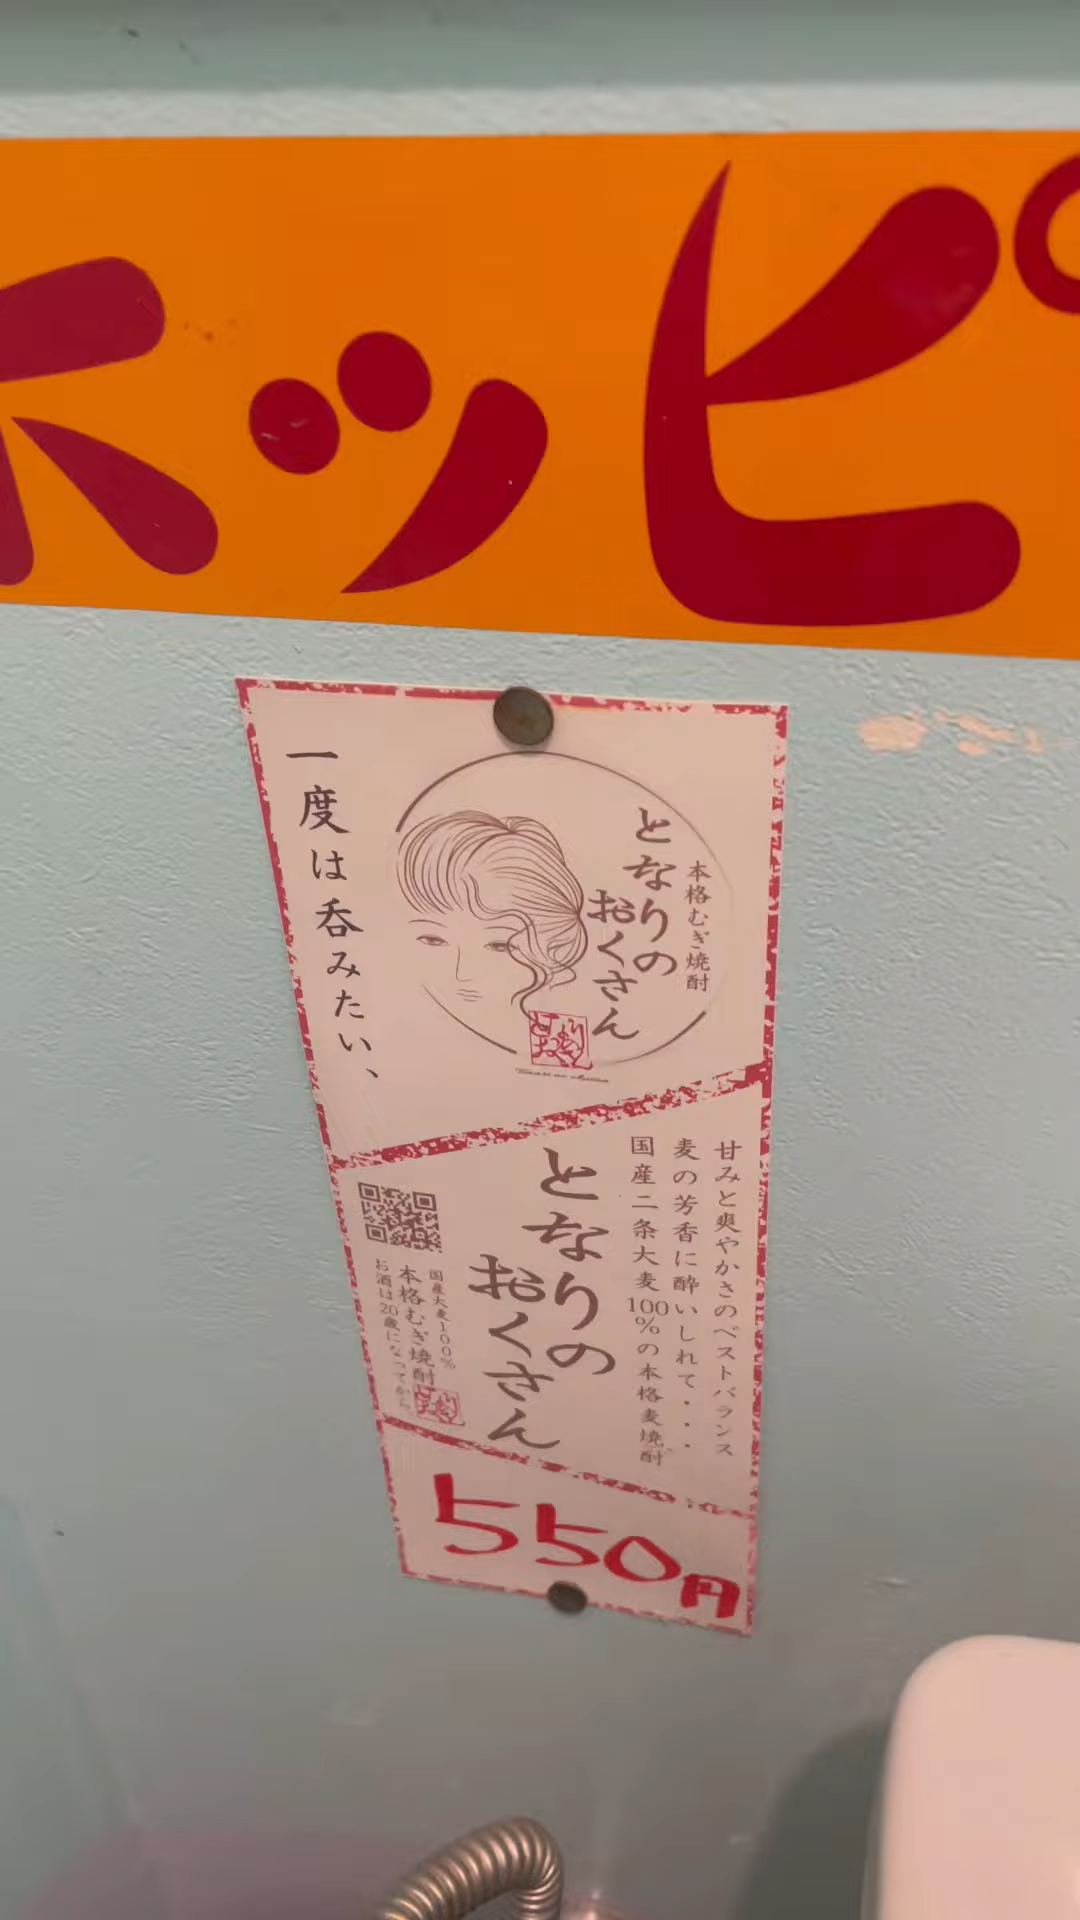 ホッピ
一度は呑みたい、
本格むぎ焼酎
となりの
おくさん
甘みと爽やかさのベストバランス
麦の芳香に酔いしれて・・・
国産二条大麦100%の本格麦焼酎
となりの
おくさん
国産大麦100%
本格むぎ焼酎
お酒は20歳になってから
550円